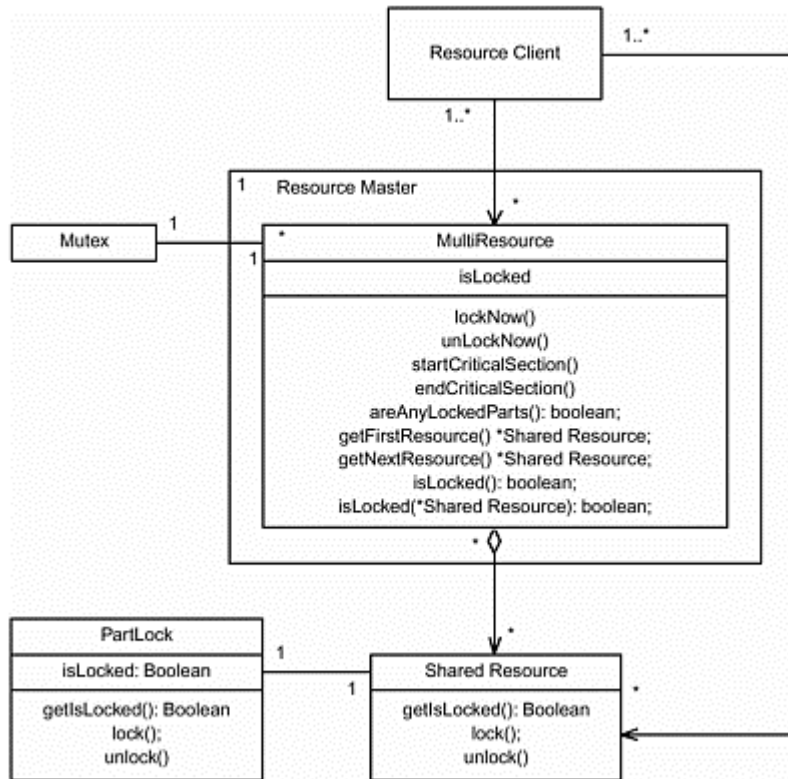 Resource Client
1..*
1..*
1
Resource Master
*
Mutex
1
*
1
MultiResource
isLocked
lockNow()
unLockNow()
startCriticalSection()
endCriticalSection()
areAnyLockedParts(): boolean;
getFirstResource() *Shared Resource;
getNextResource() *Shared Resource;
isLocked(): boolean;
isLocked(*Shared Resource): boolean;
*
*
PartLock
isLocked: Boolean
getIsLocked(): Boolean
lock();
unlock()
1
1
Shared Resource
getIsLocked(): Boolean
lock();
unlock()
*